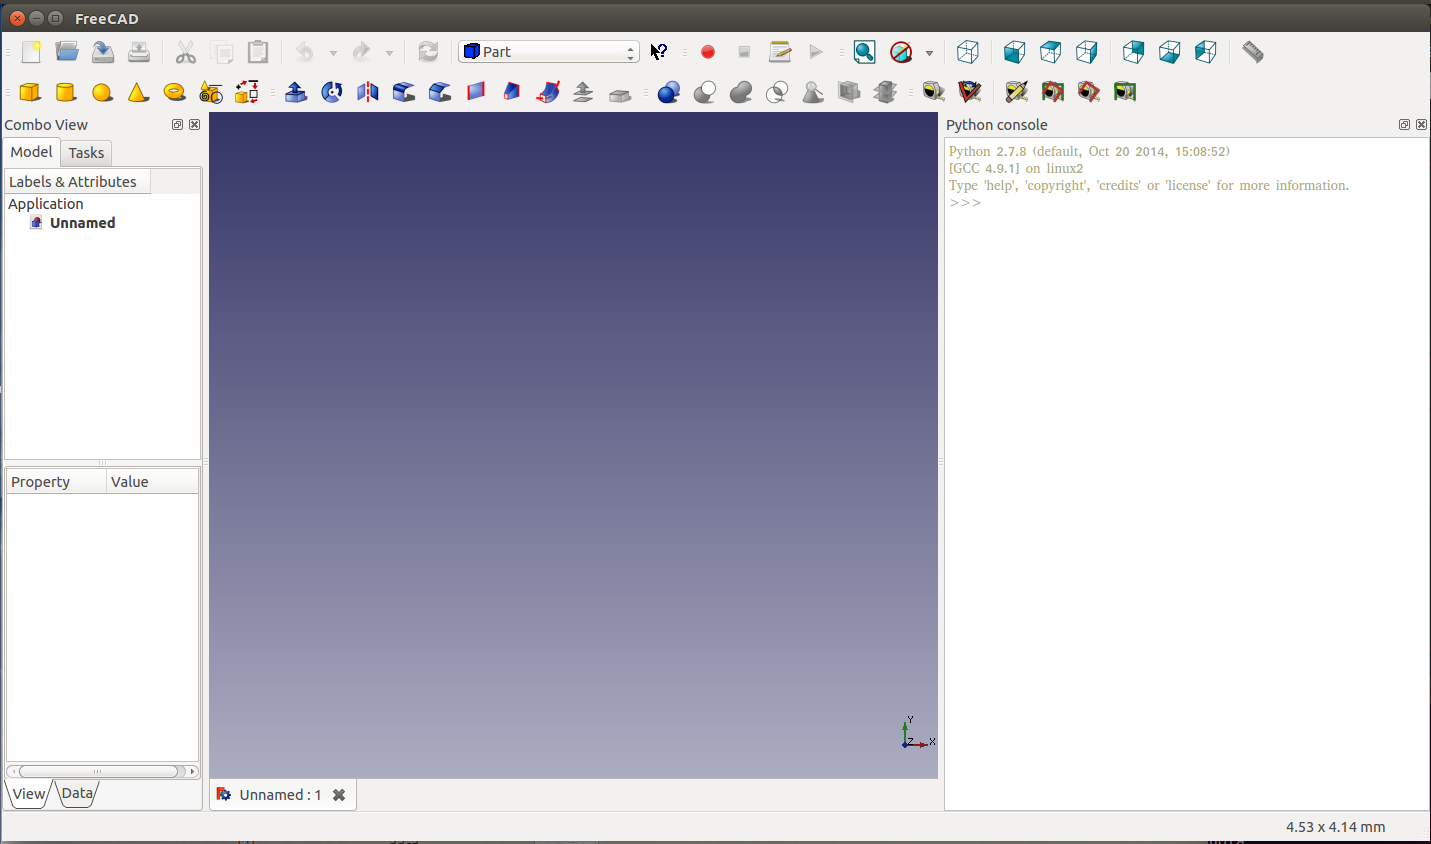 FreeCAD
Part
Combo View
Model Tasks
Labels & Attributes
Application
Unnamed
Property Value
View Data
Y
Z X
Unnamed : 1
Python console
Python 2.7.8 (default, Oct 20 2014, 15:08:52)
[GCC 4.9.1] on linux2
Type 'help', 'copyright', 'credits' or 'license' for more information.
>>>
4.53 x 4.14 mm